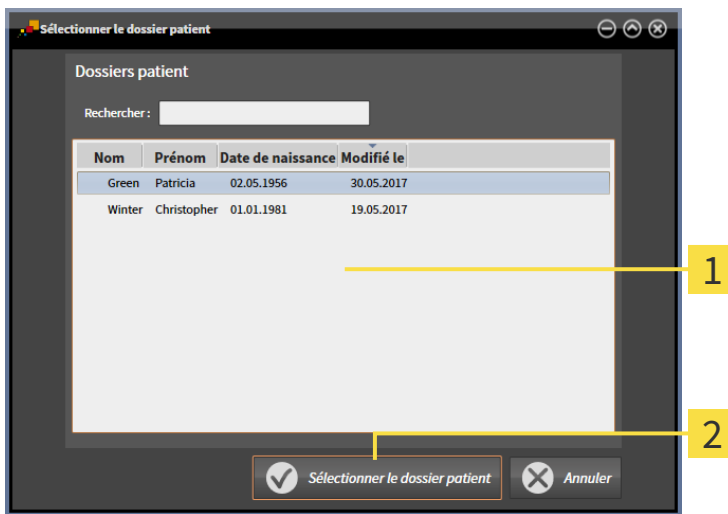 Sélectionner le dossier patient
Dossiers patient
Rechercher :
Nom Prénom Date de naissance Modifié le
Green Patricia 02.05.1956 30.05.2017
Winter Christopher 01.01.1981 19.05.2017
1
2
Sélectionner le dossier patient Annuler